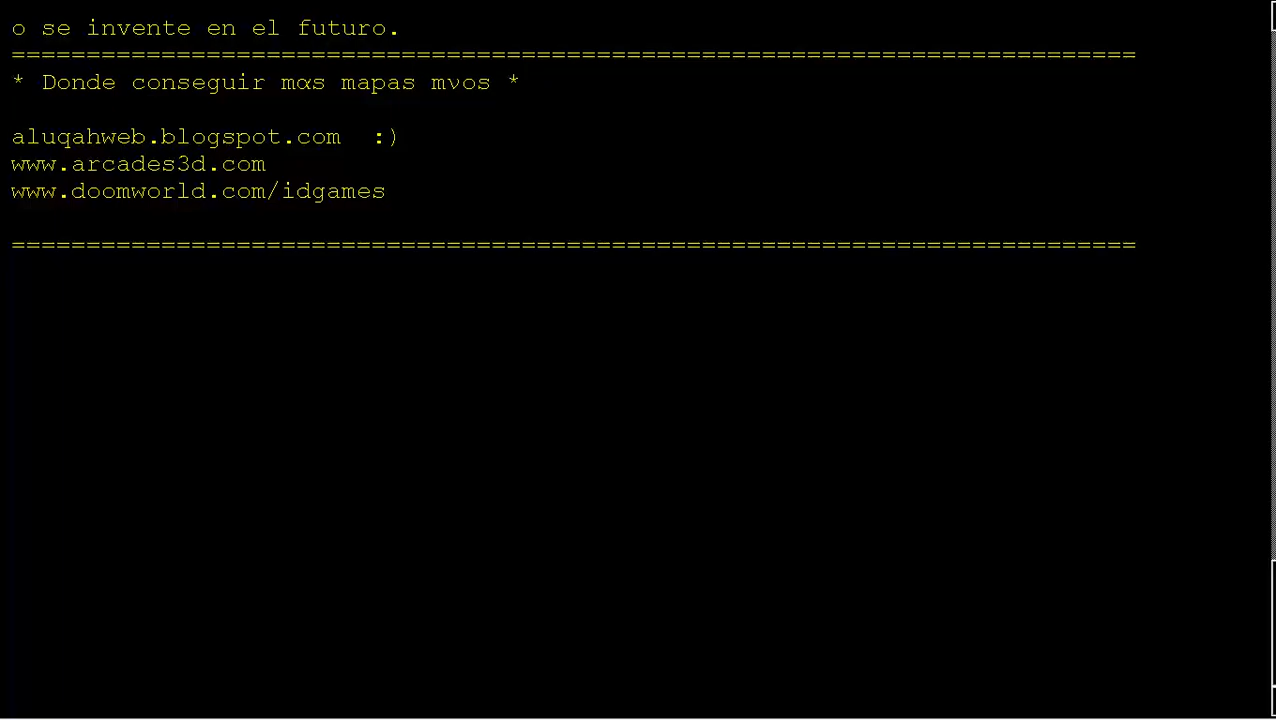 o se invente en el futuro.
===========================================================================
* Donde conseguir mαs mapas mνos *
aluqahweb.blogspot.com  :)
www.arcades3d.com
www.doomworld.com/idgames
===========================================================================